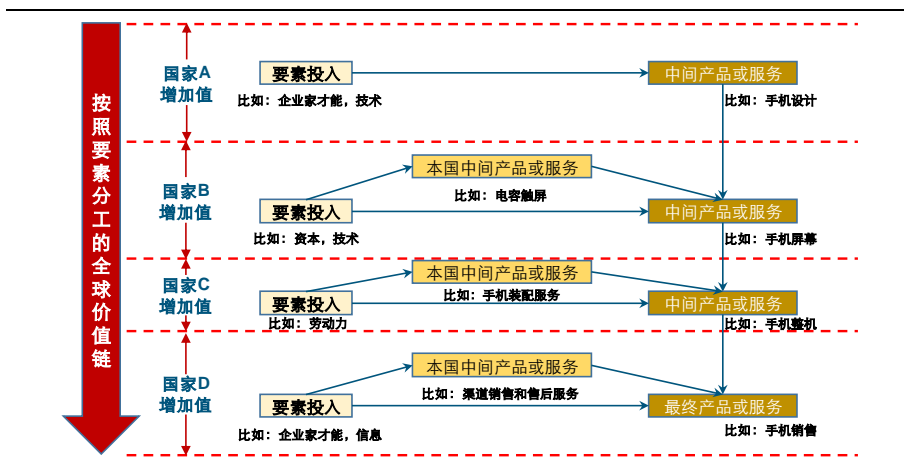 按照要素分工的全球价值链
国家A
增加值
要素投入
中间产品或服务
比如：企业家才能，技术
比如：手机设计
国家B
增加值
本国中间产品或服务
比如：电容触屏
要素投入
中间产品或服务
比如：资本，技术
比如：手机屏幕
国家C
增加值
本国中间产品或服务
比如：手机装配服务
要素投入
中间产品或服务
比如：劳动力
比如：手机整机
国家D
增加值
本国中间产品或服务
比如：渠道销售和售后服务
要素投入
最终产品或服务
比如：企业家才能，信息
比如：手机销售